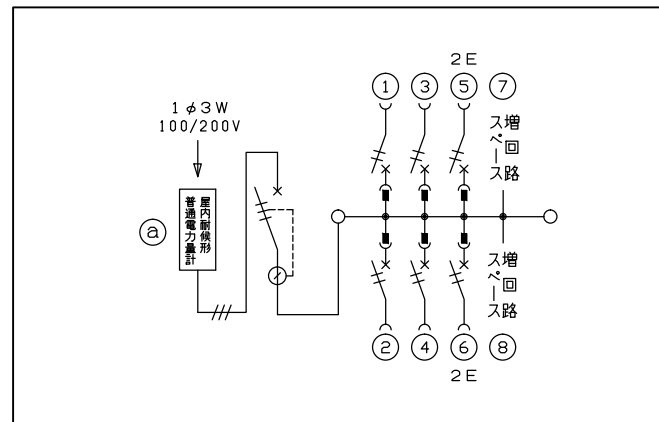 2E
① ③ ⑤ ⑦
1φ3W
100/200V
増回路
スペース
ⓐ
屋内耐候形
普通電力量計
増回路
スペース
② ④ ⑥ ⑧
2E